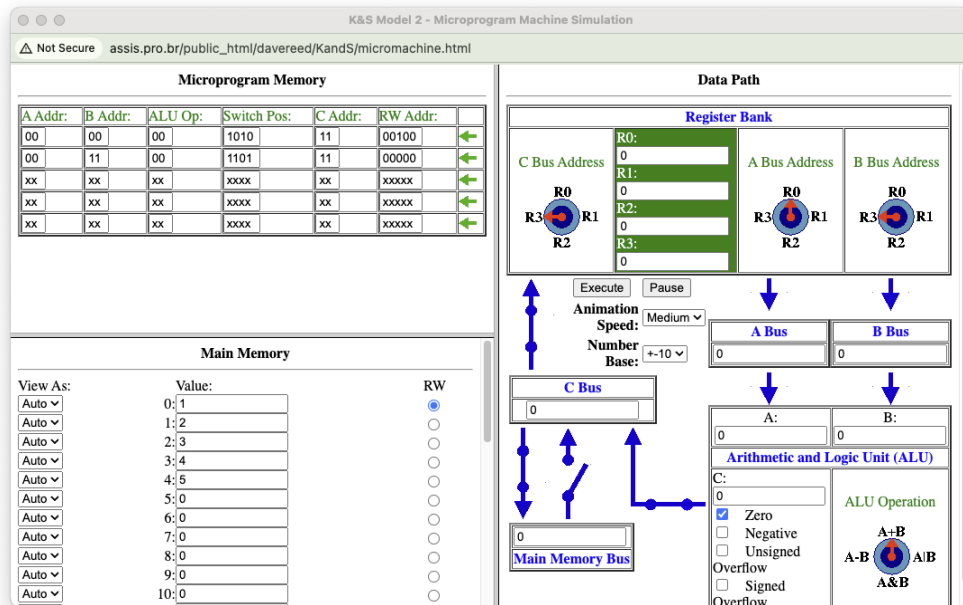 K&S Model 2 - Microprogram Machine Simulation
Not Secure assis.pro.br/public_html/davereed/KandS/micromachine.html
Microprogram Memory
A Addr: B Addr: ALU Op: Switch Pos: C Addr: RW Addr:
00 00 00 1010 11 00100
00 11 00 1101 11 00000
xx xx xx xxxx xx xxxxx
xx xx xx xxxx xx xxxxx
xx xx xx xxxx xx xxxxx
Main Memory
View As: Value: RW
Auto 0: 1
Auto 1: 2
Auto 2: 3
Auto 3: 4
Auto 4: 5
Auto 5: 0
Auto 6: 0
Auto 7: 0
Auto 8: 0
Auto 9: 0
Auto 10: 0
Data Path
Register Bank
C Bus Address
R0
R3 R1
R2
R0:
0
R1:
0
R2:
0
R3:
0
A Bus Address
R0
R3 R1
R2
B Bus Address
R0
R3 R1
R2
Execute Pause
Animation
Speed: Medium
Number
Base: +-10
A Bus
0
B Bus
0
C Bus
0
0
Main Memory Bus
A: B:
0 0
Arithmetic and Logic Unit (ALU)
C:
0
Zero
Negative
Unsigned
Overflow
Signed
Overflow
ALU Operation
A+B
A-B A|B
A&B